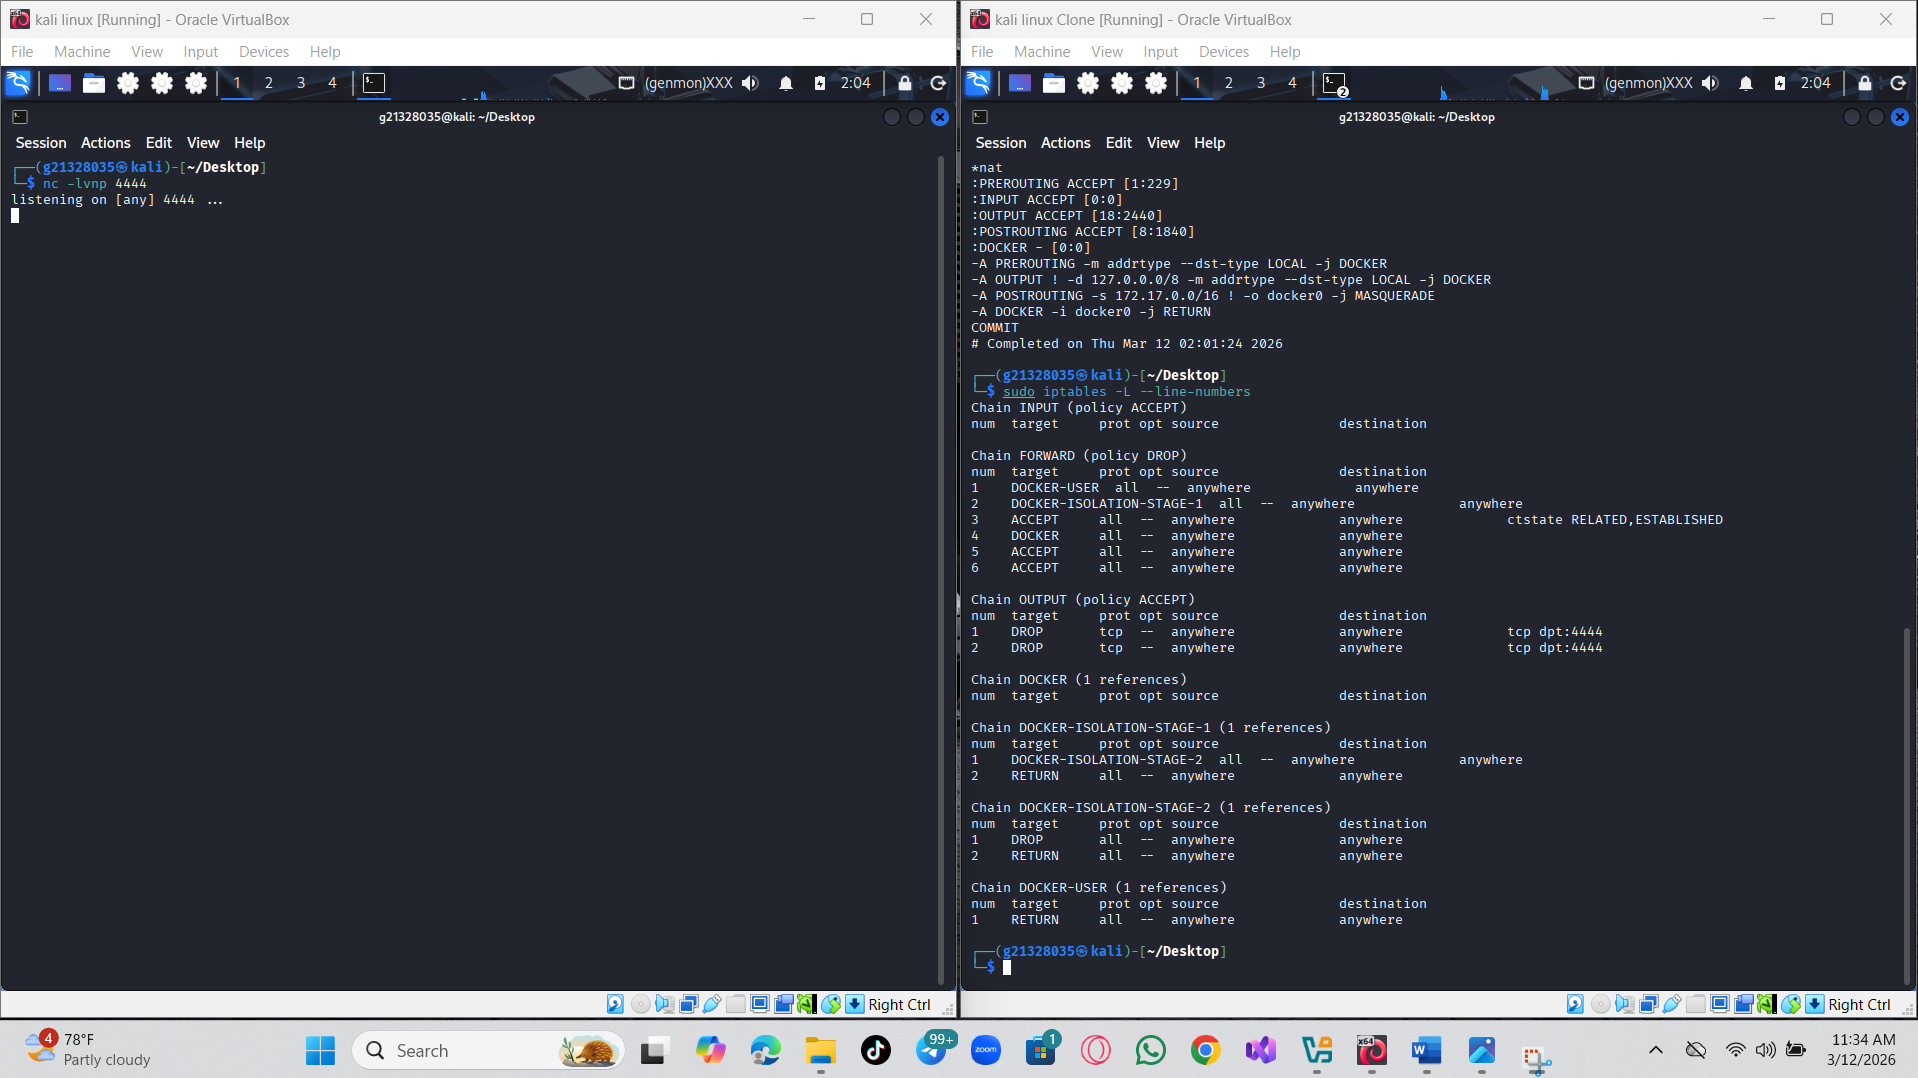 kali linux [Running] - Oracle VirtualBox
File Machine View Input Devices Help
1 2 3 4 (genmon)XXX 2:04
g21328035@kali: ~/Desktop
Session Actions Edit View Help
┌──(g21328035㉿kali)-[~/Desktop]
└─$ nc -lvnp 4444
listening on [any] 4444 ...
Right Ctrl
kali linux Clone [Running] - Oracle VirtualBox
File Machine View Input Devices Help
1 2 3 4 2 (genmon)XXX 2:04
g21328035@kali: ~/Desktop
Session Actions Edit View Help
*nat
:PREROUTING ACCEPT [1:229]
:INPUT ACCEPT [0:0]
:OUTPUT ACCEPT [18:2440]
:POSTROUTING ACCEPT [8:1840]
:DOCKER - [0:0]
-A PREROUTING -m addrtype --dst-type LOCAL -j DOCKER
-A OUTPUT ! -d 127.0.0.0/8 -m addrtype --dst-type LOCAL -j DOCKER
-A POSTROUTING -s 172.17.0.0/16 ! -o docker0 -j MASQUERADE
-A DOCKER -i docker0 -j RETURN
COMMIT
# Completed on Thu Mar 12 02:01:24 2026
┌──(g21328035㉿kali)-[~/Desktop]
└─$ sudo iptables -L --line-numbers
Chain INPUT (policy ACCEPT)
num target prot opt source destination
Chain FORWARD (policy DROP)
num target prot opt source destination
1 DOCKER-USER all -- anywhere anywhere
2 DOCKER-ISOLATION-STAGE-1 all -- anywhere anywhere
3 ACCEPT all -- anywhere anywhere ctstate RELATED,ESTABLISHED
4 DOCKER all -- anywhere anywhere
5 ACCEPT all -- anywhere anywhere
6 ACCEPT all -- anywhere anywhere
Chain OUTPUT (policy ACCEPT)
num target prot opt source destination
1 DROP tcp -- anywhere anywhere tcp dpt:4444
2 DROP tcp -- anywhere anywhere tcp dpt:4444
Chain DOCKER (1 references)
num target prot opt source destination
Chain DOCKER-ISOLATION-STAGE-1 (1 references)
num target prot opt source destination
1 DOCKER-ISOLATION-STAGE-2 all -- anywhere anywhere
2 RETURN all -- anywhere anywhere
Chain DOCKER-ISOLATION-STAGE-2 (1 references)
num target prot opt source destination
1 DROP all -- anywhere anywhere
2 RETURN all -- anywhere anywhere
Chain DOCKER-USER (1 references)
num target prot opt source destination
1 RETURN all -- anywhere anywhere
┌──(g21328035㉿kali)-[~/Desktop]
└─$
Right Ctrl
4 78°F
Partly cloudy
Search
99+
zoom
1
x64
W
11:34 AM
3/12/2026